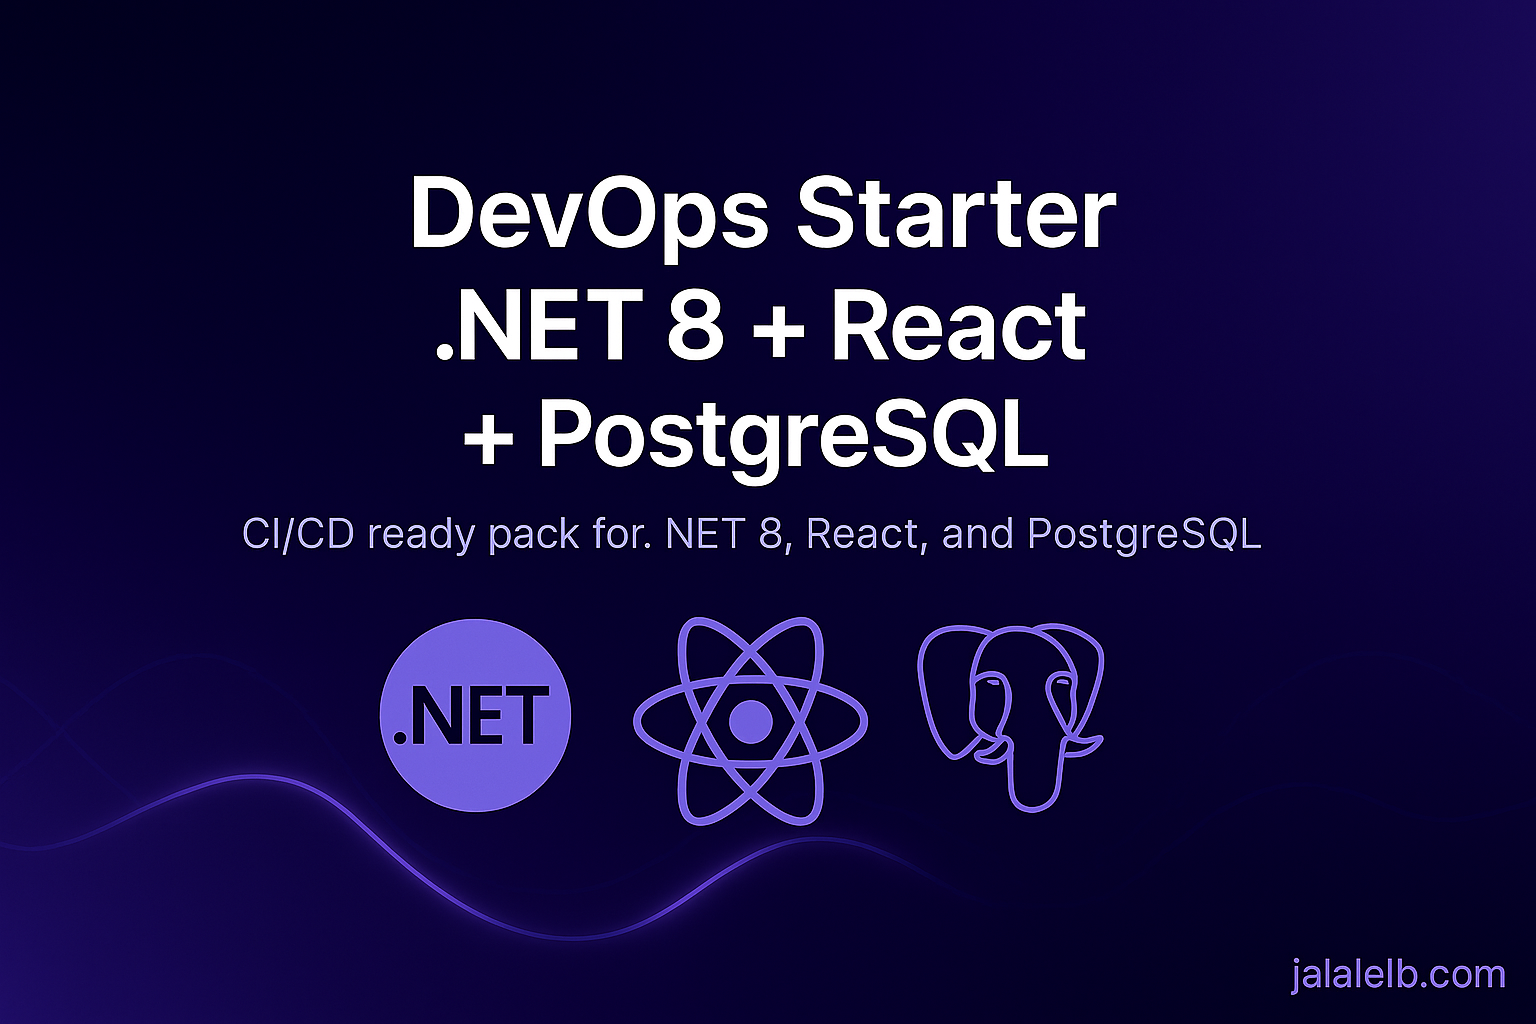 DevOps Starter
.NET 8 + React
+ PostgreSQL
CI/CD ready pack for. NET 8, React, and PostgreSQL
.NET
jalalelb.com